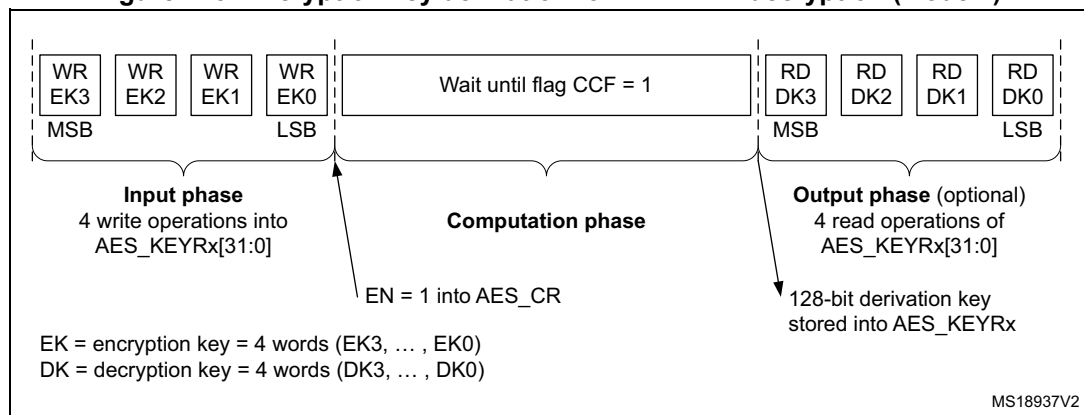 WR WR WR WR
EK3 EK2 EK1 EK0
Wait until flag CCF = 1
RD RD RD RD
DK3 DK2 DK1 DK0
MSB LSB
MSB LSB
Input phase
4 write operations into
AES_KEYRx[31:0]
Computation phase
Output phase (optional)
4 read operations of
AES_KEYRx[31:0]
EN = 1 into AES_CR
128-bit derivation key
stored into AES_KEYRx
EK = encryption key = 4 words (EK3, … , EK0)
DK = decryption key = 4 words (DK3, … , DK0)
MS18937V2